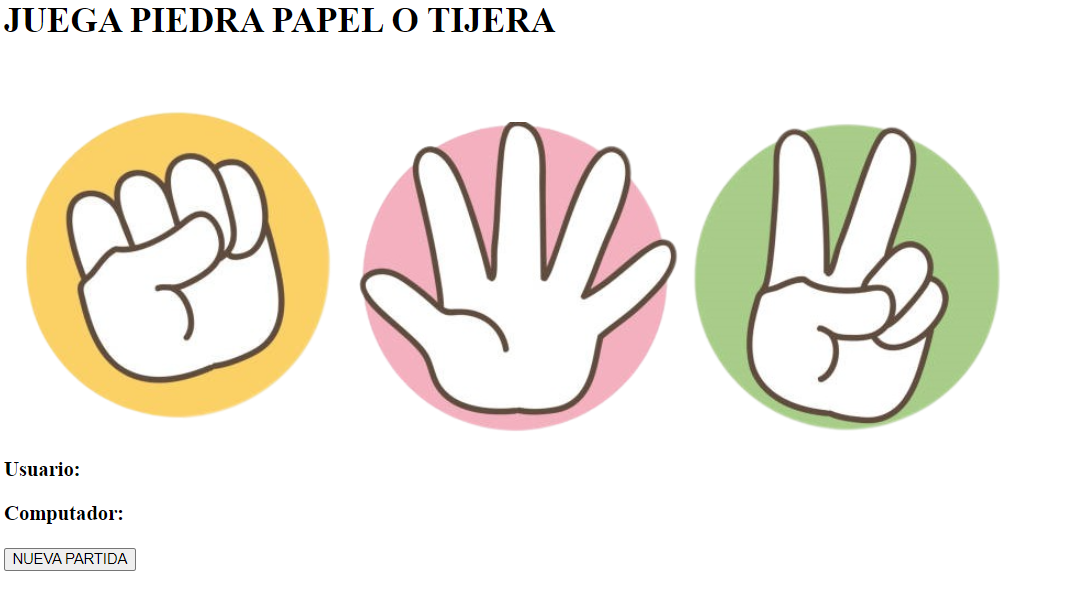 JUEGA PIEDRA PAPEL O TIJERA
Usuario:
Computador:
NUEVA PARTIDA